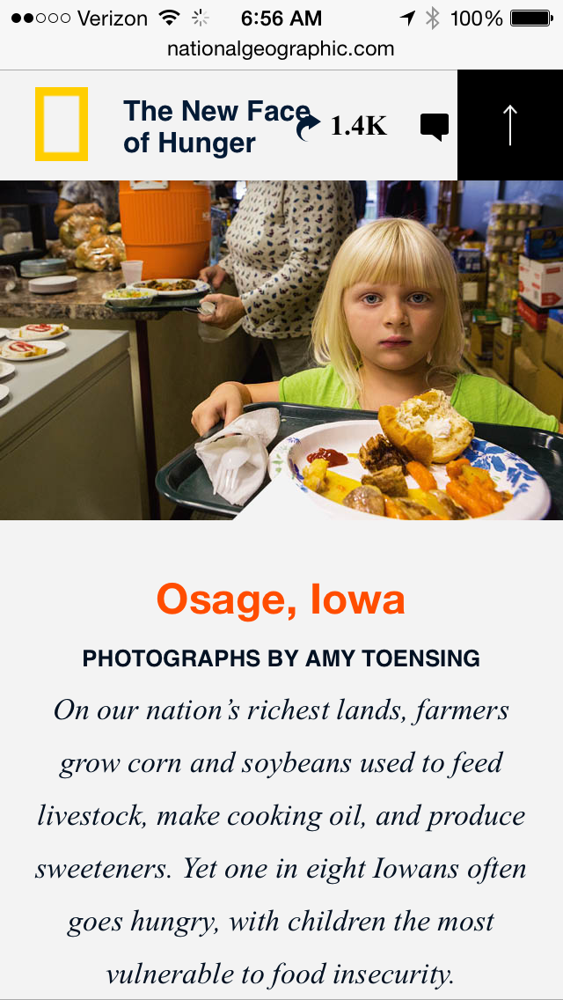 Verizon 6:56 AM 100%
nationalgeographic.com
The New Face
of Hunger
1.4K
Osage, Iowa
PHOTOGRAPHS BY AMY TOENSING
On our nation’s richest lands, farmers
grow corn and soybeans used to feed
livestock, make cooking oil, and produce
sweeteners. Yet one in eight Iowans often
goes hungry, with children the most
vulnerable to food insecurity.